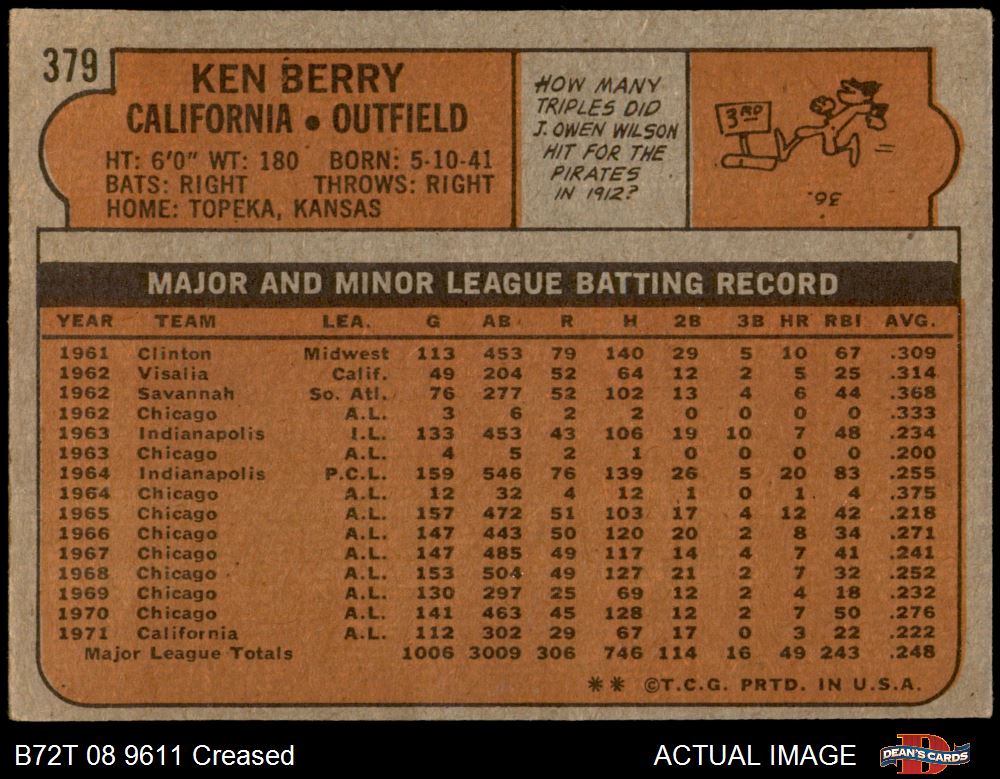 379
KEN BERRY
CALIFORNIA • OUTFIELD
HT: 6'0" WT: 180 BORN: 5-10-41
BATS: RIGHT THROWS: RIGHT
HOME: TOPEKA, KANSAS
HOW MANY
TRIPLES DID
J. OWEN WILSON
HIT FOR THE
PIRATES
IN 1912?
3RD
36.
MAJOR AND MINOR LEAGUE BATTING RECORD
YEAR TEAM LEA. G AB R H 2B 3B HR RBI AVG.
1961 Clinton Midwest 113 453 79 140 29 5 10 67 .309
1962 Visalia Calif. 49 204 52 64 12 2 5 25 .314
1962 Savannah So. Atl. 76 277 52 102 13 4 6 44 .368
1962 Chicago A.L. 3 6 2 2 0 0 0 0 .333
1963 Indianapolis I.L. 133 453 43 106 19 10 7 48 .234
1963 Chicago A.L. 4 5 2 1 0 0 0 0 .200
1964 Indianapolis P.C.L. 159 546 76 139 26 5 20 83 .255
1964 Chicago A.L. 12 32 4 12 1 0 1 4 .375
1965 Chicago A.L. 157 472 51 103 17 4 12 42 .218
1966 Chicago A.L. 147 443 50 120 20 2 8 34 .271
1967 Chicago A.L. 147 485 49 117 14 4 7 41 .241
1968 Chicago A.L. 153 504 49 127 21 2 7 32 .252
1969 Chicago A.L. 130 297 25 69 12 2 4 18 .232
1970 Chicago A.L. 141 463 45 128 12 2 7 50 .276
1971 California A.L. 112 302 29 67 17 0 3 22 .222
Major League Totals 1006 3009 306 746 114 16 49 243 .248
** ©T.C.G. PRTD. IN U.S.A.
B72T 08 9611 Creased
ACTUAL IMAGE
D
DEAN'S CARDS